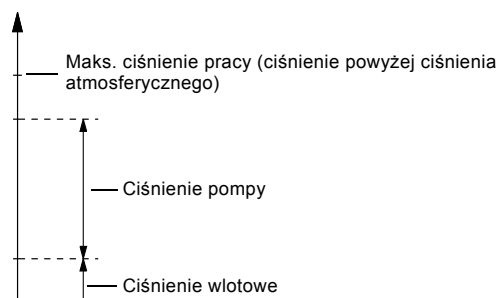 Maks. ciśnienie pracy (ciśnienie powyżej ciśnienia
atmosferycznego)
Ciśnienie pompy
Ciśnienie wlotowe